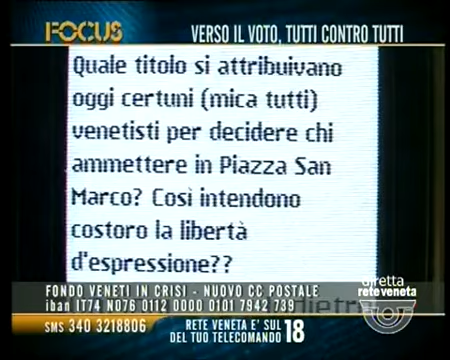 FOCUS
VERSO IL VOTO, TUTTI CONTRO TUTTI
Quale titolo si attribuivano
oggi certuni (mica tutti)
venetisti per decidere chi
ammettere in Piazza San
Marco? Così intendono
costoro la libertà
d'espressione??
FONDO VENETI IN CRISI - NUOVO CC POSTALE
iban IT74 N076 0112 0000 0101 7942 739
diretta
reteveneta
dietro
SMS 340 3218806
RETE VENETA E' SUL
DEL TUO TELECOMANDO 18